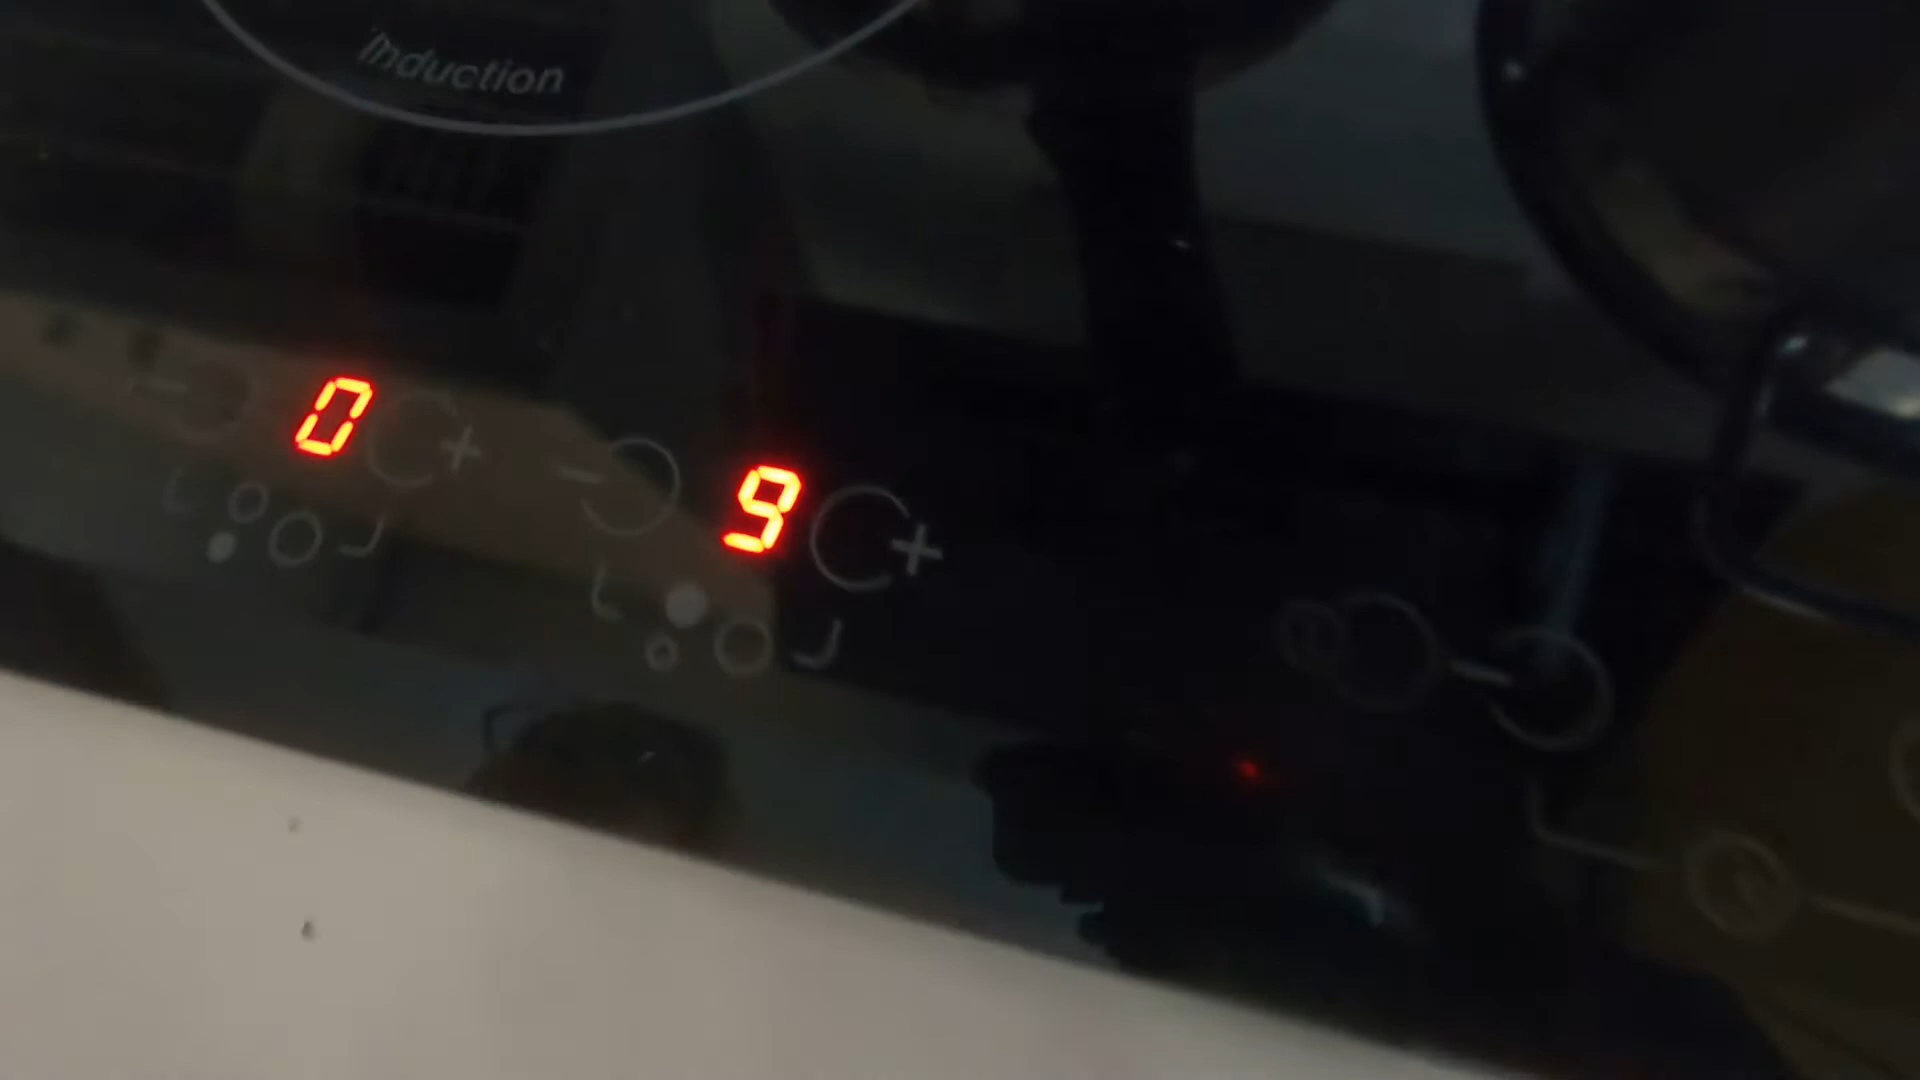 Induction
- 0 +
- 9 +
-